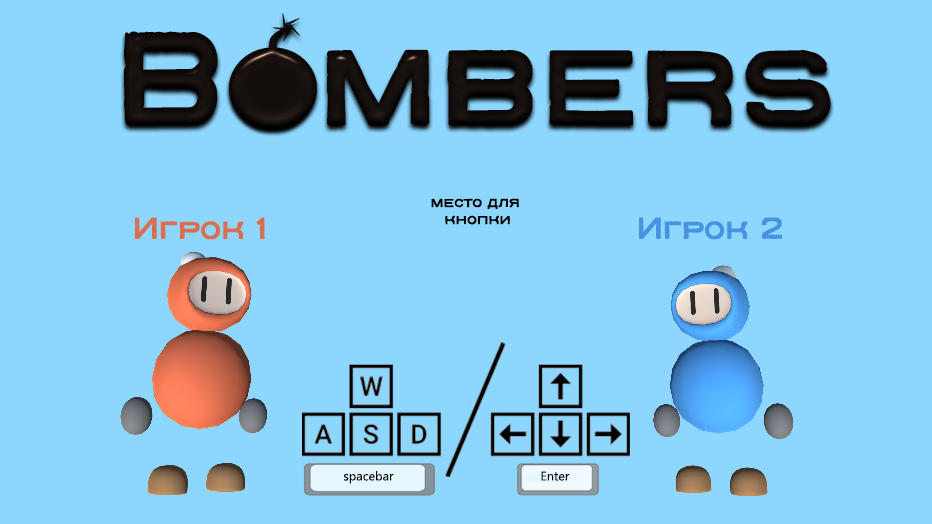 BOMBERS
место для
кнопки
Игрок 1
Игрок 2
W
A S D
spacebar
↑
← ↓ →
Enter